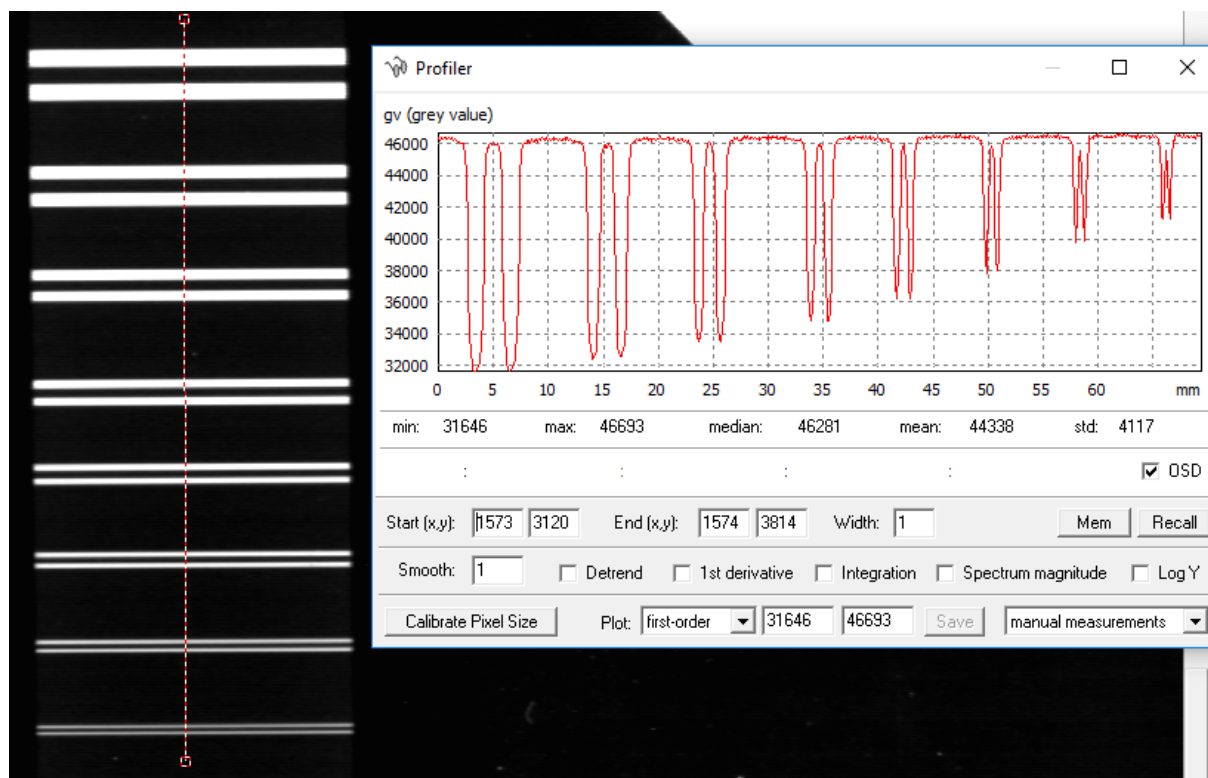 Profiler
gv (grey value)
46000
44000
42000
40000
38000
36000
34000
32000
0 5 10 15 20 25 30 35 40 45 50 55 60 mm
min: 31646 max: 46693 median: 46281 mean: 44338 std: 4117
: : : : OSD
Start (x,y): 1573 3120 End (x,y): 1574 3814 Width: 1 Mem Recall
Smooth: 1 Detrend 1st derivative Integration Spectrum magnitude Log Y
Calibrate Pixel Size Plot: first-order 31646 46693 Save manual measurements